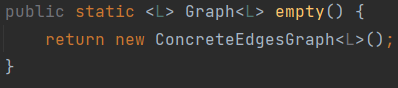 public static <L> Graph<L> empty() {
    return new ConcreteEdgesGraph<L>();
}